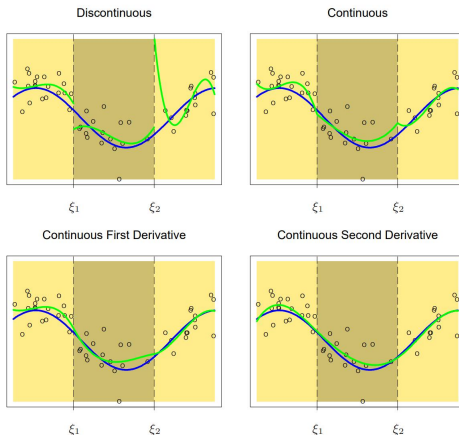 Discontinuous
Continuous
ξ1
ξ2
ξ1
ξ2
Continuous First Derivative
Continuous Second Derivative
ξ1
ξ2
ξ1
ξ2